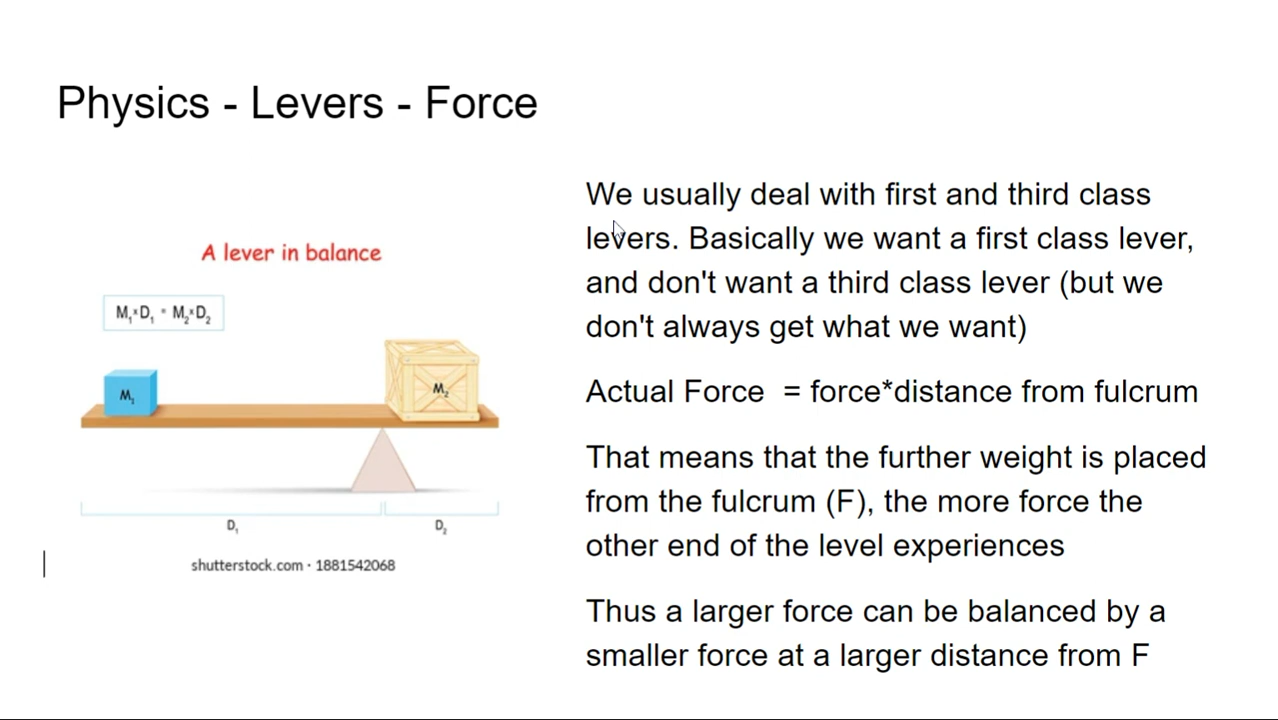 Physics - Levers - Force
A lever in balance
M₁×D₁ = M₂×D₂
M₁
M₂
D₁
D₂
shutterstock.com · 1881542068
We usually deal with first and third class
levers. Basically we want a first class lever,
and don't want a third class lever (but we
don't always get what we want)
Actual Force = force*distance from fulcrum
That means that the further weight is placed
from the fulcrum (F), the more force the
other end of the level experiences
Thus a larger force can be balanced by a
smaller force at a larger distance from F